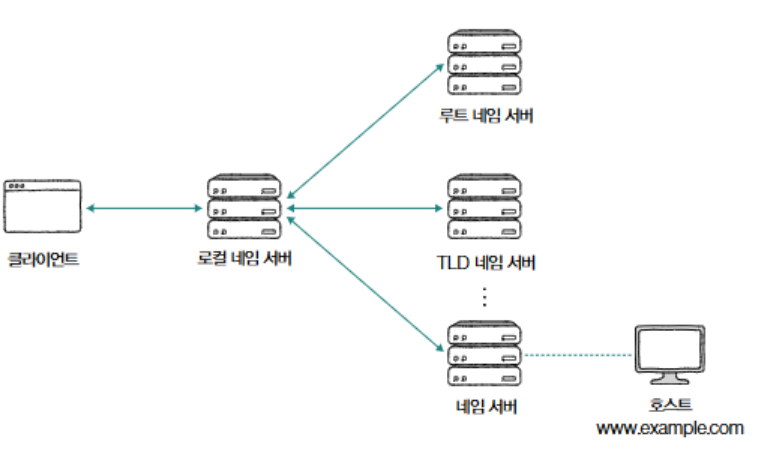 루트 네임 서버
클라이언트
로컬 네임 서버
TLD 네임 서버
네임 서버
호스트
www.example.com